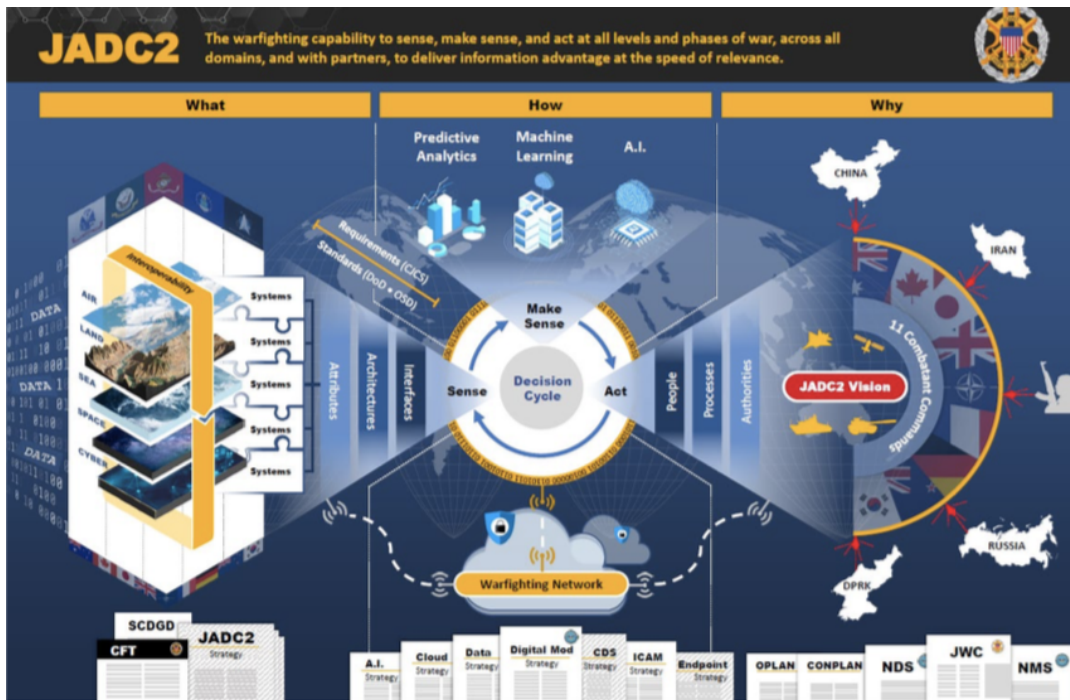 JADC2
The warfighting capability to sense, make sense, and act at all levels and phases of war, across all
domains, and with partners, to deliver information advantage at the speed of relevance.
What
How
Why
Predictive
Analytics
Machine
Learning
A.I.
Requirements (CJCS)
Standards (DoD • OSD)
Interoperability
AIR
LAND
SEA
SPACE
CYBER
DATA
DATA
DATA
Systems
Systems
Systems
Systems
Systems
Attributes
Architectures
Interfaces
Sense
Make
Sense
Act
Decision
Cycle
People
Processes
Authorities
JADC2 Vision
11 Combatant Commands
CHINA
IRAN
RUSSIA
DPRK
Warfighting Network
SCDGD
CFT
JADC2
Strategy
A.I.
Strategy
Cloud
Strategy
Data
Strategy
Digital Mod
Strategy
CDS
Strategy
ICAM
Strategy
Endpoint
Strategy
OPLAN
CONPLAN
NDS
JWC
NMS